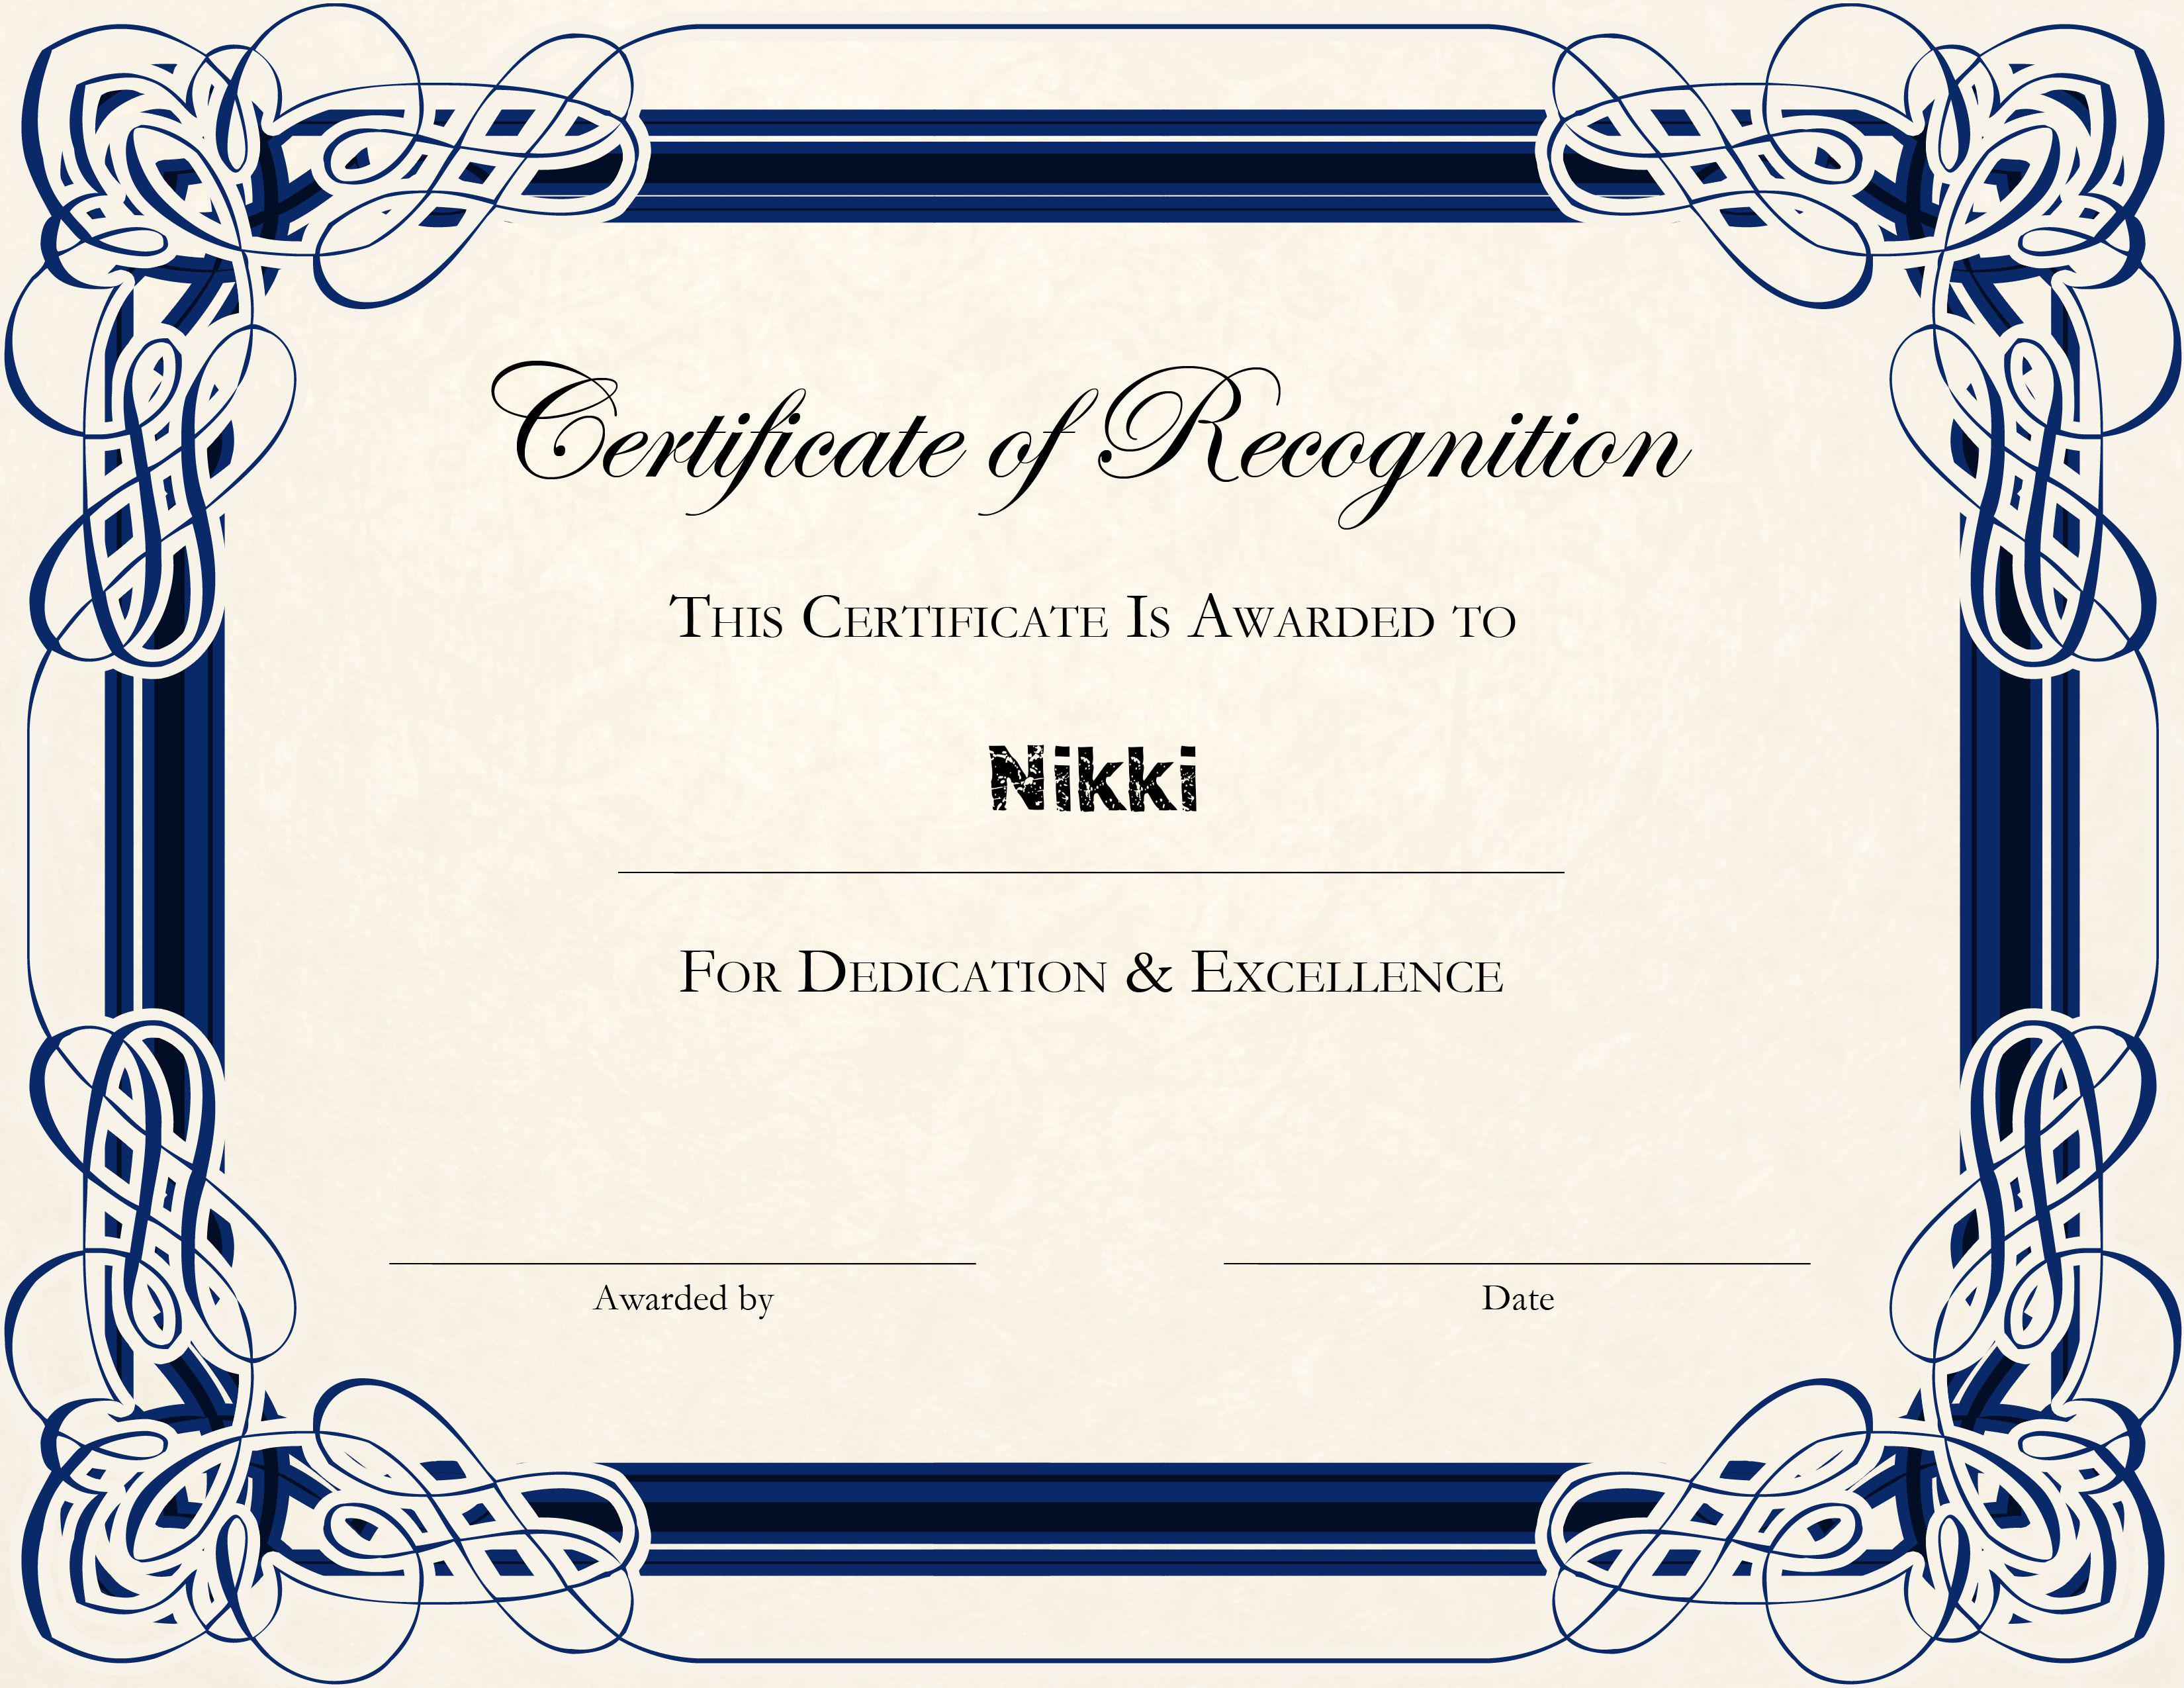 Certificate of Recognition
This Certificate Is Awarded to
Nikki
For Dedication & Excellence
Awarded by
Date